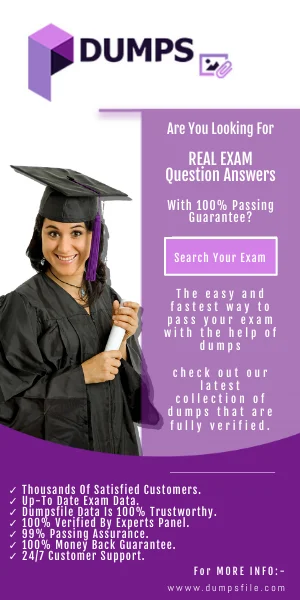 DUMPS
Are You Looking For
REAL EXAM
Question Answers
With 100% Passing
Guarantee?
Search Your Exam
The easy and
fastest way to
pass your exam
with the help of
dumps
check out our
latest
collection of
dumps that are
fully verified.
✓ Thousands Of Satisfied Customers.
✓ Up-To Date Exam Data.
✓ Dumpsfile Data Is 100% Trustworthy.
✓ 100% Verified By Experts Panel.
✓ 99% Passing Assurance.
✓ 100% Money Back Guarantee.
✓ 24/7 Customer Support.
For MORE INFO:-
www.dumpsfile.com